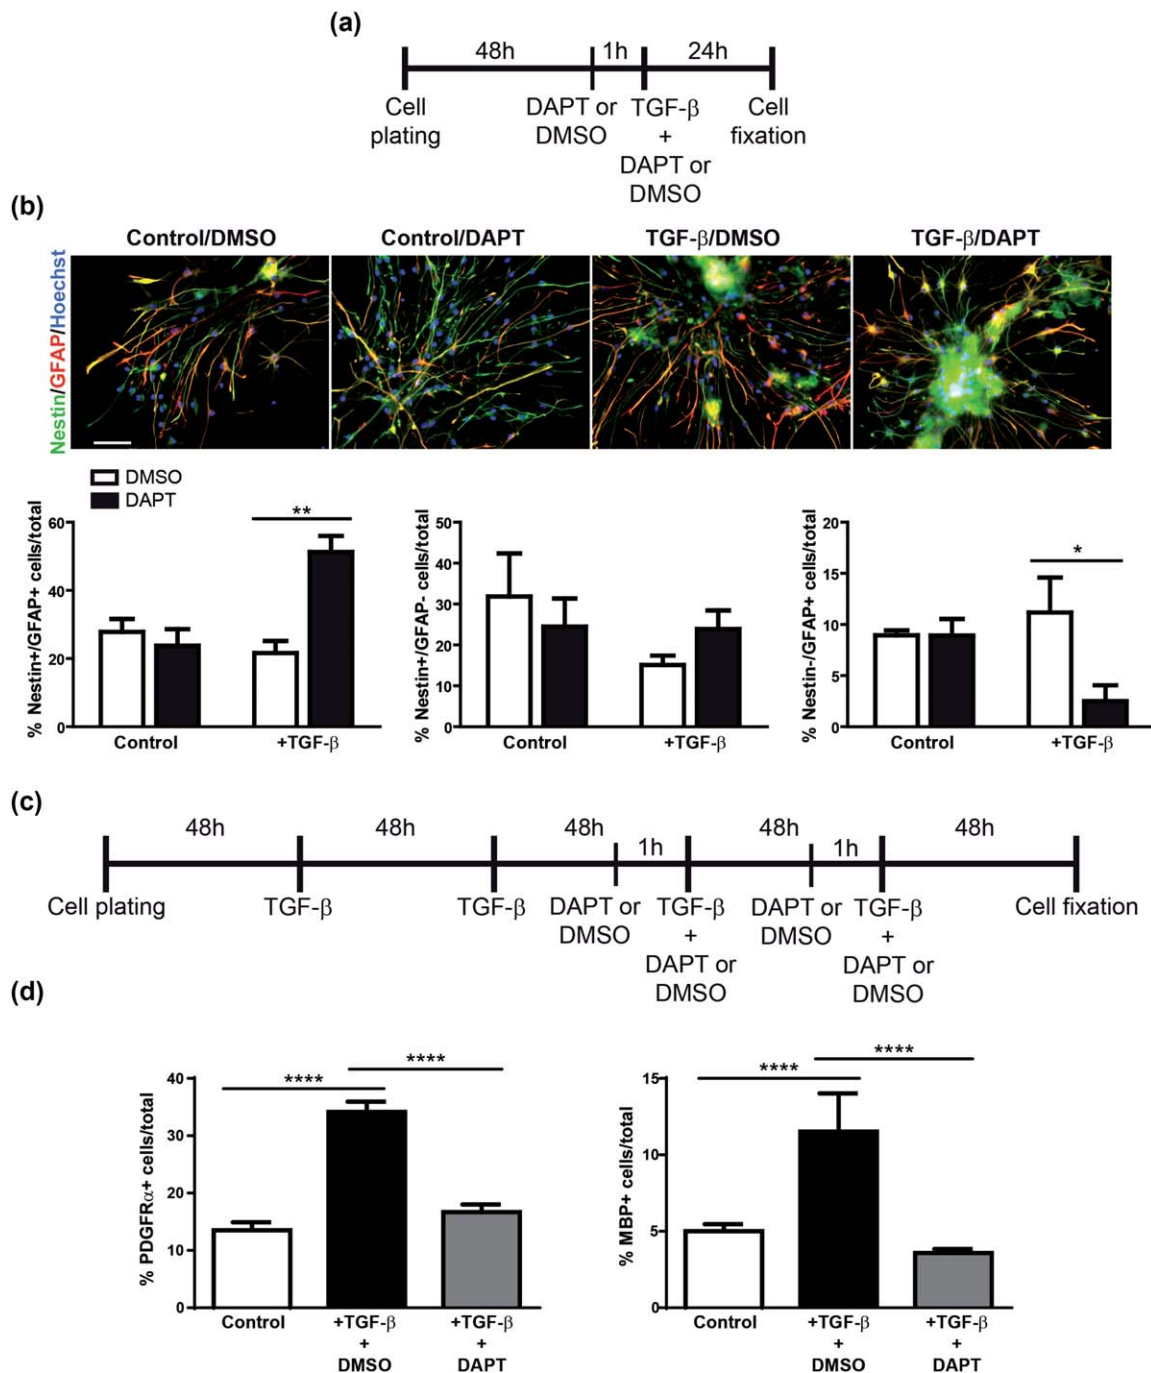 (a)
48h 1h 24h
Cell plating
DAPT or DMSO
TGF-β + DAPT or DMSO
Cell fixation
(b)
Control/DMSO Control/DAPT TGF-β/DMSO TGF-β/DAPT
Nestin/GFAP/Hoechst
DMSO
DAPT
% Nestin+/GFAP+ cells/total
60
40
20
0
**
Control +TGF-β
% Nestin+/GFAP- cells/total
50
40
30
20
10
0
Control +TGF-β
% Nestin-/GFAP+ cells/total
20
15
10
5
0
*
Control +TGF-β
(c)
48h 48h 48h 1h 48h 1h 48h
Cell plating
TGF-β
TGF-β
DAPT or DMSO
TGF-β + DAPT or DMSO
DAPT or DMSO
TGF-β + DAPT or DMSO
Cell fixation
(d)
% PDGFRα+ cells/total
40
30
20
10
0
****
****
Control
+TGF-β + DMSO
+TGF-β + DAPT
% MBP+ cells/total
15
10
5
0
****
****
Control
+TGF-β + DMSO
+TGF-β + DAPT